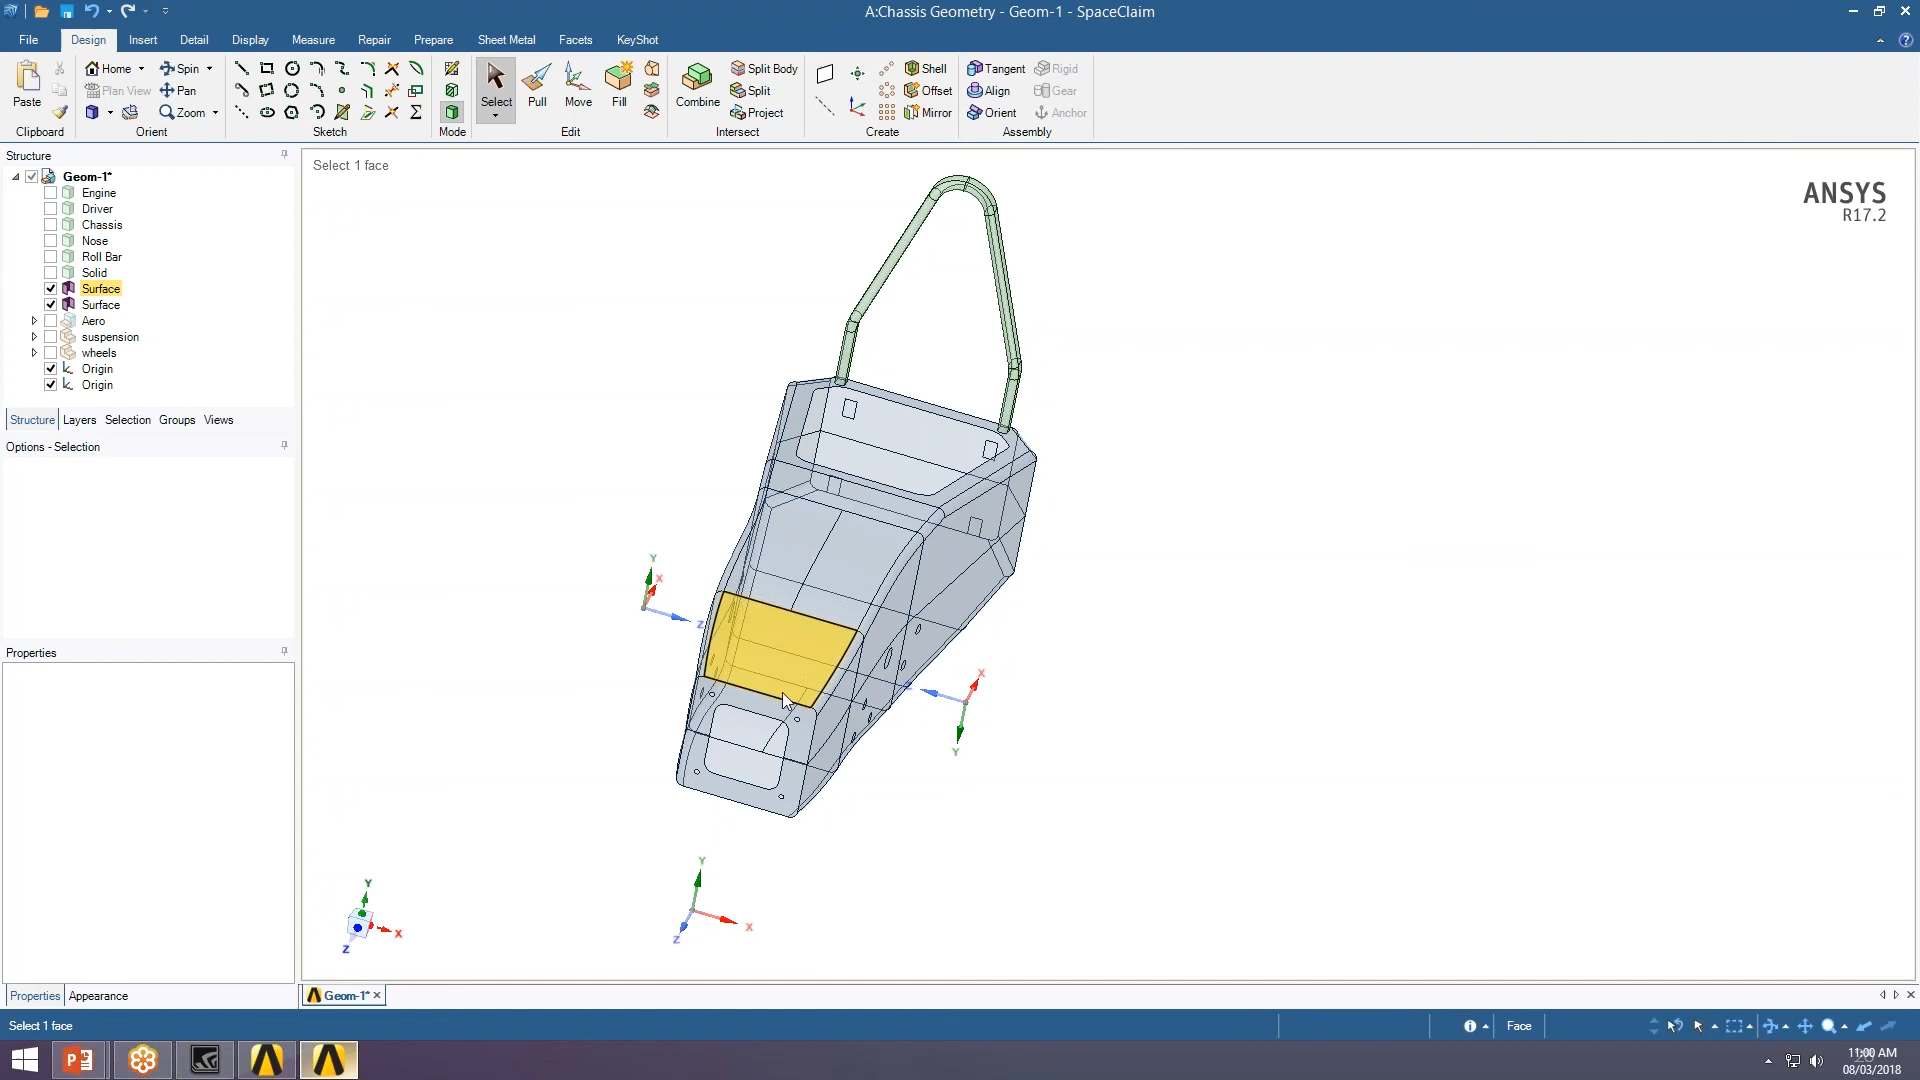 A:Chassis Geometry - Geom-1 - SpaceClaim
File Design Insert Detail Display Measure Repair Prepare Sheet Metal Facets KeyShot
Home Spin Split Body Shell Tangent Rigid
Plan View Pan Split Offset Align Gear
Paste Zoom Select Pull Move Fill Combine Project Mirror Orient Anchor
Clipboard Orient Sketch Mode Edit Intersect Create Assembly
Structure
Select 1 face
Geom-1*
Engine
Driver
Chassis
Nose
Roll Bar
Solid
Surface
Surface
Aero
suspension
wheels
Origin
Origin
ANSYS
R17.2
Structure Layers Selection Groups Views
Options - Selection
Properties
Y
X
Z
X
Z
Y
Y
X
Z
Y
X
Z
Properties Appearance
Geom-1*
Select 1 face
Face
11:00 AM
08/03/2018